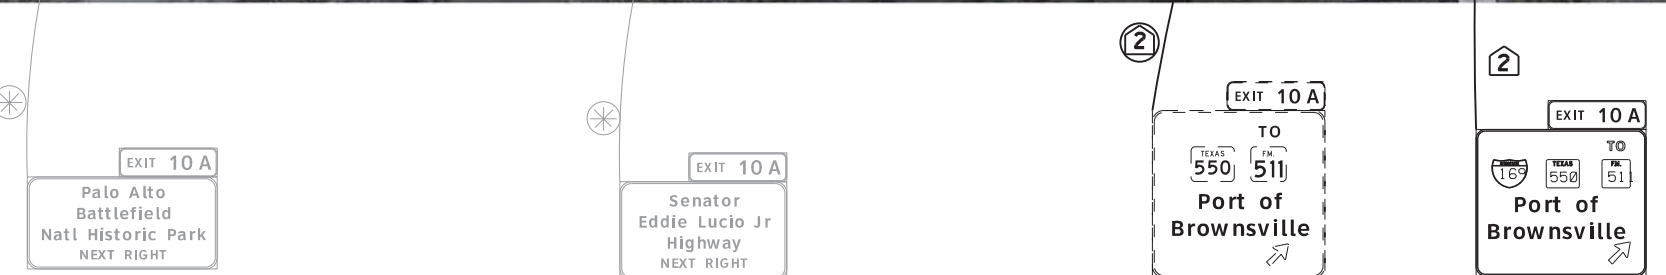 EXIT 10 A
Palo Alto
Battlefield
Natl Historic Park
NEXT RIGHT
EXIT 10 A
Senator
Eddie Lucio Jr
Highway
NEXT RIGHT
2
EXIT 10 A
TO
TEXAS
550
F.M.
511
Port of
Brownsville
2
EXIT 10 A
TO
169
TEXAS
550
F.M.
511
Port of
Brownsville